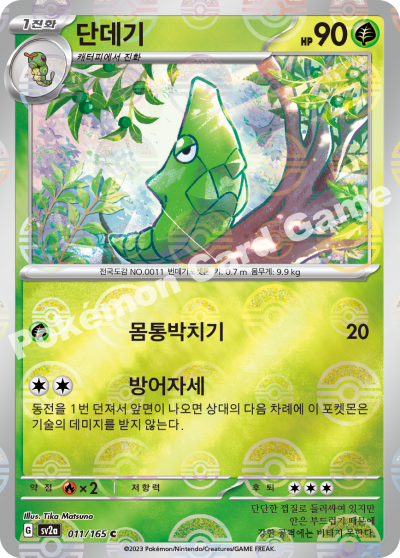 1진화
단데기
HP 90
캐터피에서 진화
전국도감 NO.0011 번데기포켓몬 키: 0.7 m 몸무게: 9.9 kg
몸통박치기 20
방어자세
동전을 1번 던져서 앞면이 나오면 상대의 다음 차례에 이 포켓몬은
기술의 데미지를 받지 않는다.
약점 ×2 저항력 후퇴
Illus. Tika Matsuno
G sv2a 011/165 C
단단한 껍질로 둘러싸여 있지만
안은 부드럽기 때문에
강한 공격에는 버티지 못한다.
©2023 Pokémon/Nintendo/Creatures/GAME FREAK.
Pokémon Card Game